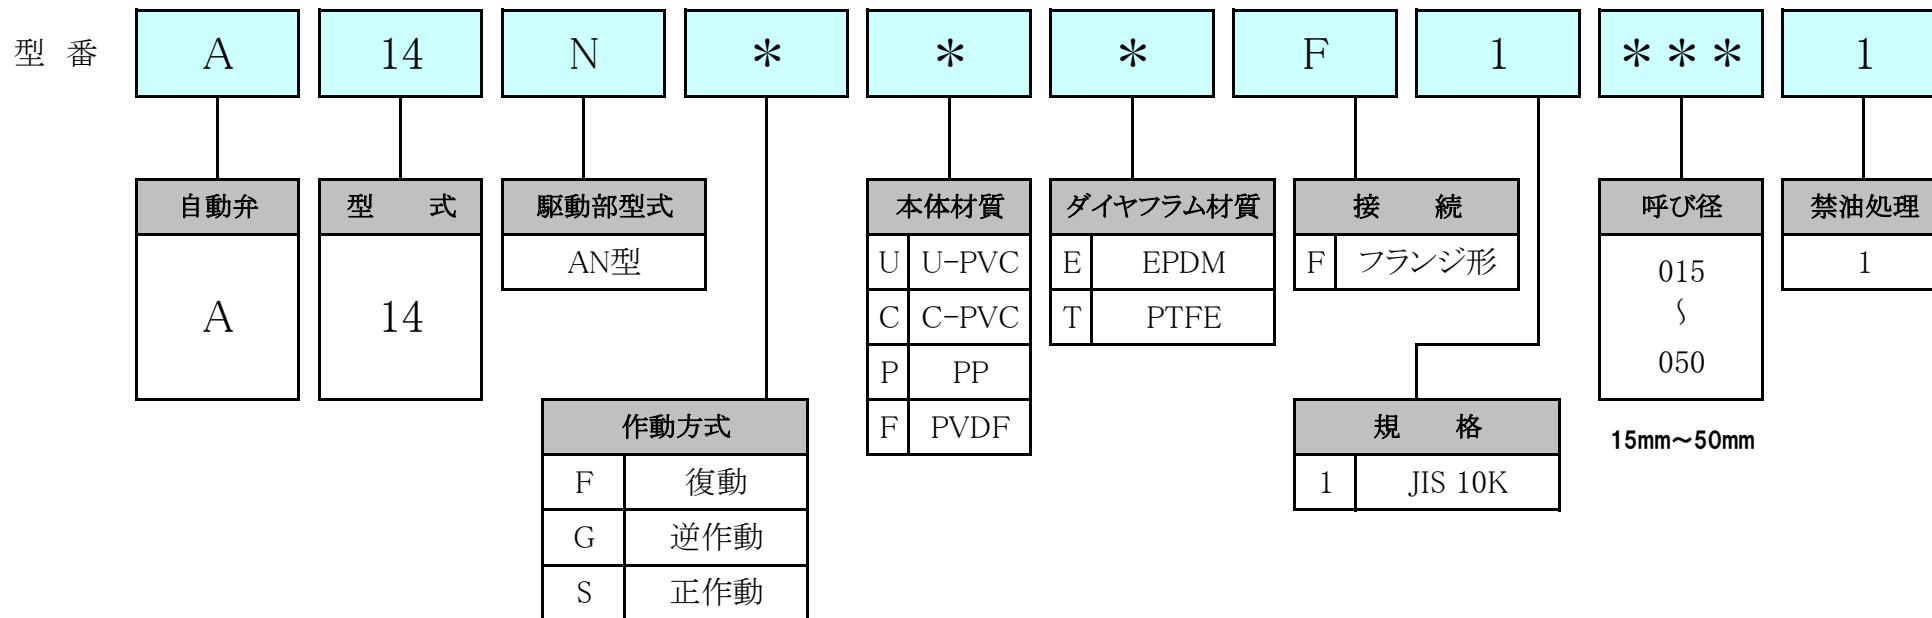 型 番 A 14 N * * * F 1 *** 1
自動弁 型 式 駆動部型式 本体材質 ダイヤフラム材質 接 続 呼び径 禁油処理
A 14 AN型 U U-PVC E EPDM F フランジ形 015 ~ 050 1
C C-PVC T PTFE
P PP
F PVDF
作動方式 規 格 15mm~50mm
F 復動 1 JIS 10K
G 逆作動
S 正作動